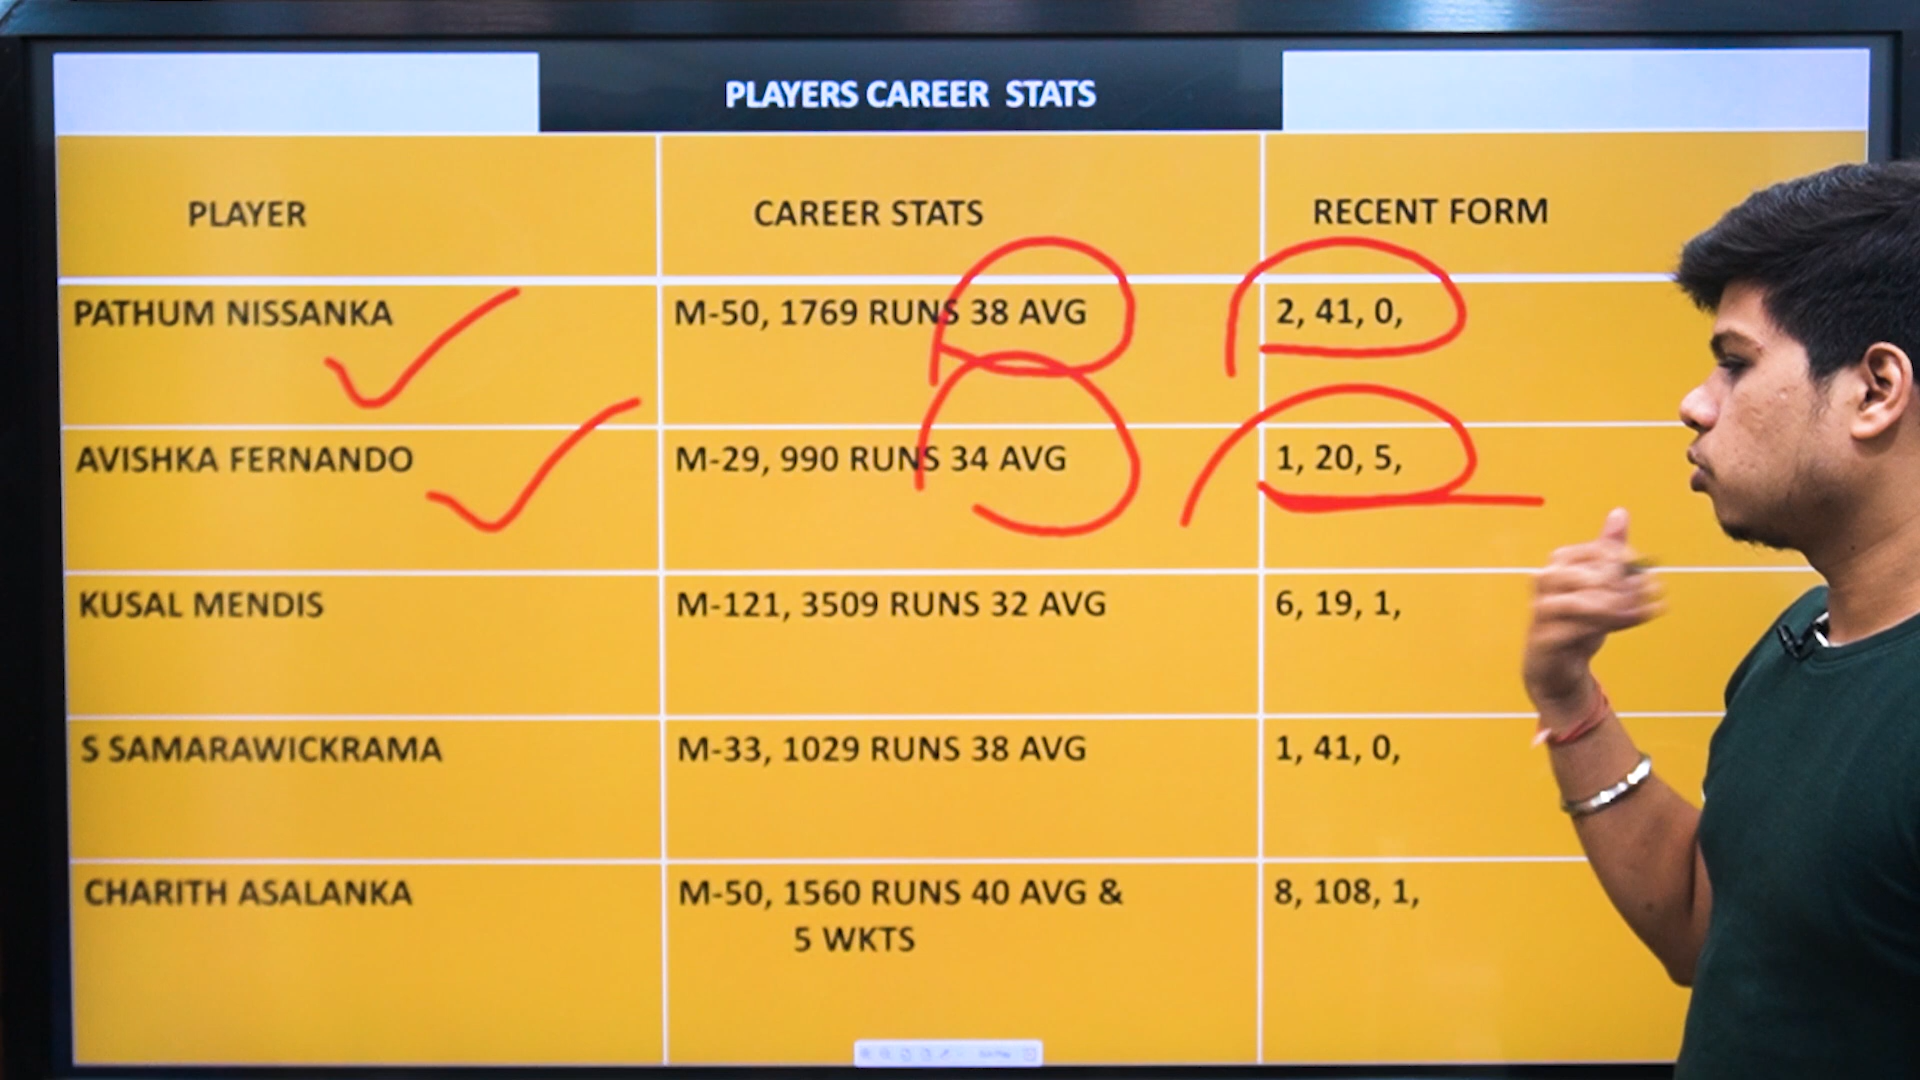 PLAYERS CAREER STATS
PLAYER CAREER STATS RECENT FORM
PATHUM NISSANKA M-50, 1769 RUNS 38 AVG 2, 41, 0,
AVISHKA FERNANDO M-29, 990 RUNS 34 AVG 1, 20, 5,
KUSAL MENDIS M-121, 3509 RUNS 32 AVG 6, 19, 1,
S SAMARAWICKRAMA M-33, 1029 RUNS 38 AVG 1, 41, 0,
CHARITH ASALANKA M-50, 1560 RUNS 40 AVG & 8, 108, 1,
5 WKTS